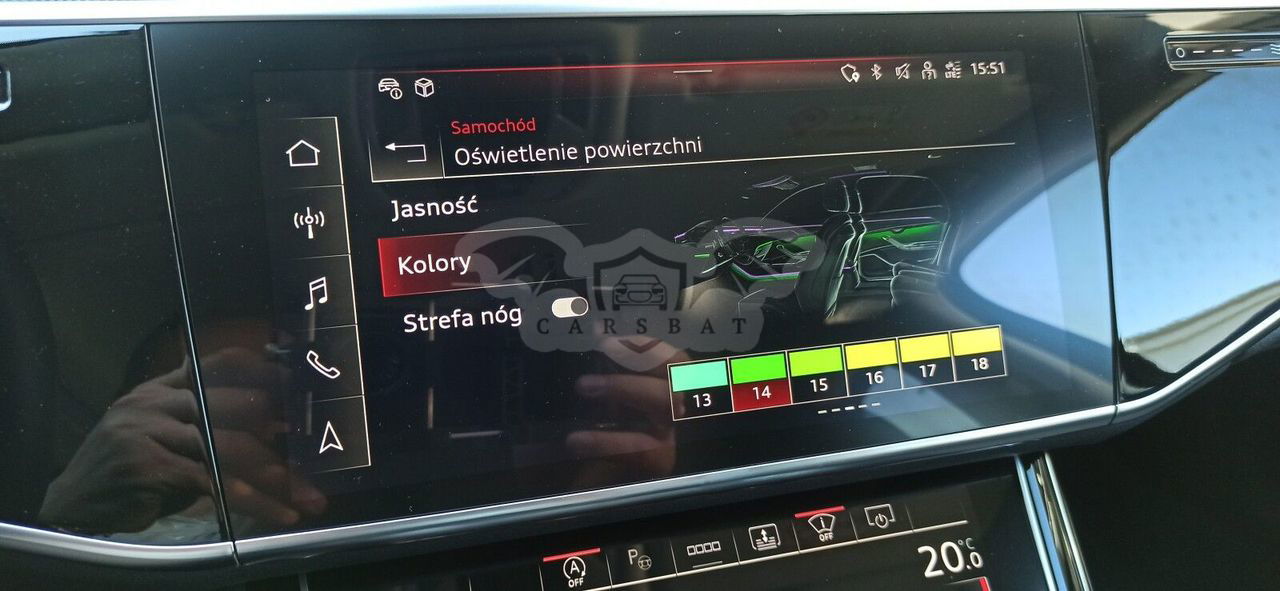 15:51
Samochód
Oświetlenie powierzchni
Jasność
Kolory
Strefa nóg
CARSBAT
13 14 15 16 17 18
A OFF
P
OFF
20.0 °C